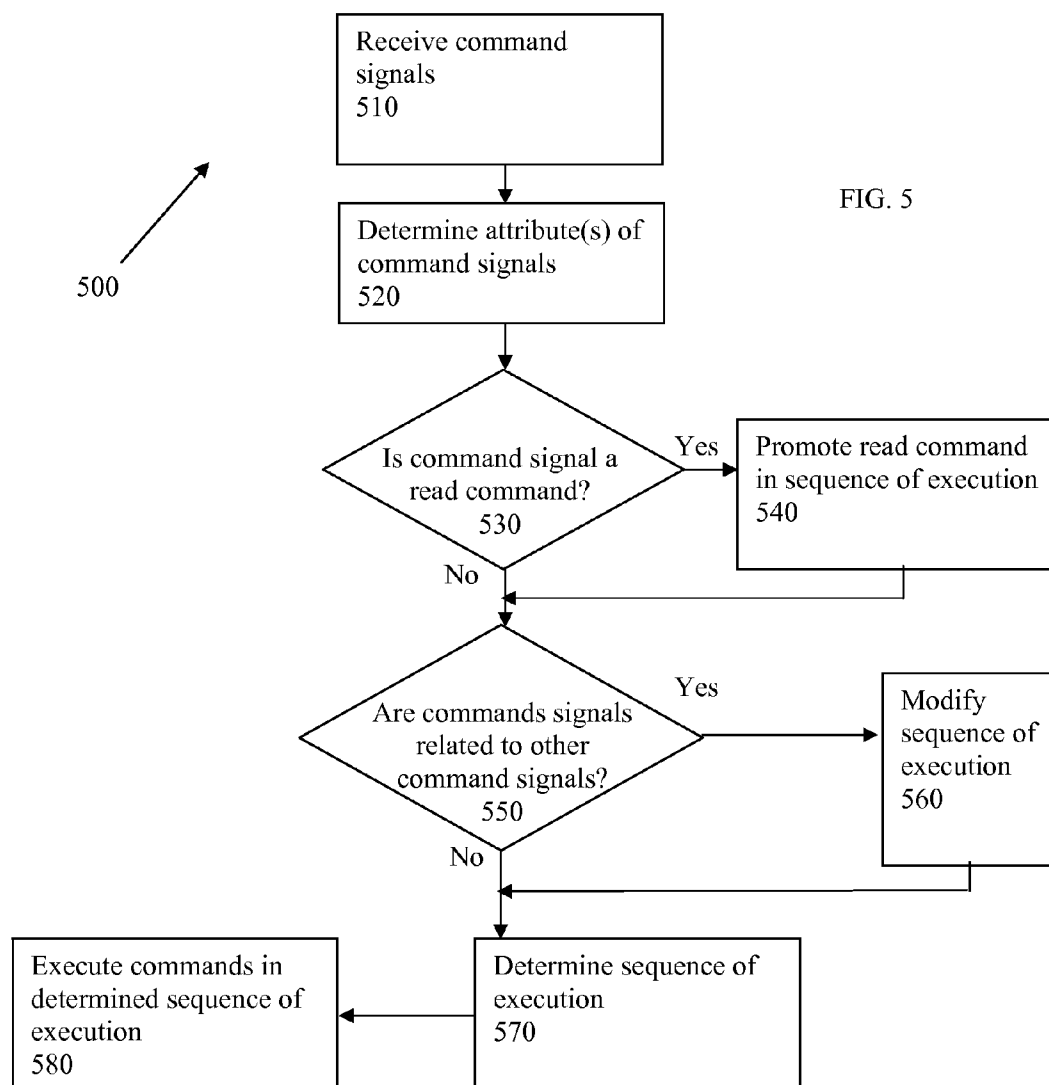 Receive command
signals
510
FIG. 5
500
Determine attribute(s) of
command signals
520
Is command signal a
read command?
530
Yes
Promote read command
in sequence of execution
540
No
Are commands signals
related to other
command signals?
550
Yes
Modify
sequence of
execution
560
No
Determine sequence of
execution
570
Execute commands in
determined sequence of
execution
580